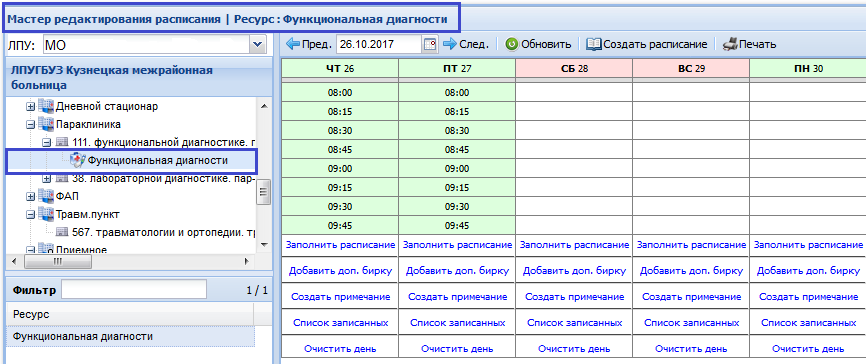 Мастер редактирования расписания | Ресурс : Функциональная диагности
ЛПУ: МО
Пред. 26.10.2017 След. Обновить Создать расписание Печать
ЛПУГБУЗ Кузнецкая межрайонная
больница
Дневной стационар
Параклиника
111. функциональной диагностике. г
Функциональная диагности
38. лабораторной диагностике. пар-
ФАП
Травм.пункт
567. травматологии и ортопедии. тр
Приемное
Фильтр 1 / 1
Ресурс
Функциональная диагности
ЧТ 26 ПТ 27 СБ 28 ВС 29 ПН 30
08:00 08:00
08:15 08:15
08:30 08:30
08:45 08:45
09:00 09:00
09:15 09:15
09:30 09:30
09:45 09:45
Заполнить расписание Заполнить расписание Заполнить расписание Заполнить расписание Заполнить расписание
Добавить доп. бирку Добавить доп. бирку Добавить доп. бирку Добавить доп. бирку Добавить доп. бирку
Создать примечание Создать примечание Создать примечание Создать примечание Создать примечание
Список записанных Список записанных Список записанных Список записанных Список записанных
Очистить день Очистить день Очистить день Очистить день Очистить день